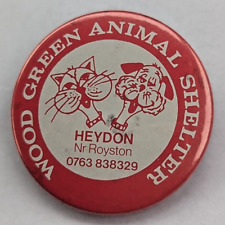 WOOD GREEN ANIMAL SHELTER
HEYDON
Nr Royston
0763 838329